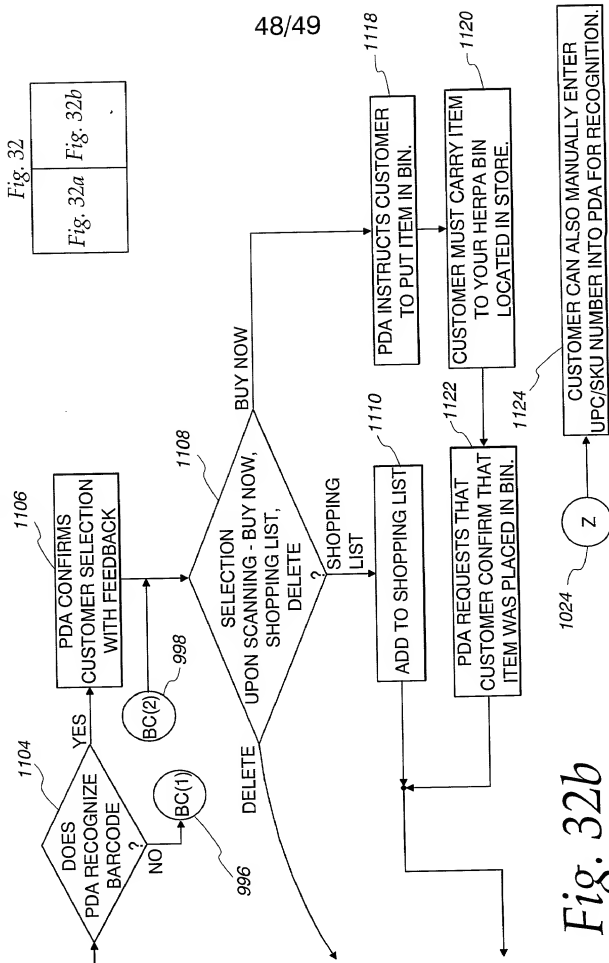 48/49
Fig. 32
Fig. 32a
Fig. 32b
1104
DOES
PDA RECOGNIZE
BARCODE
?
YES
NO
BC(1)
996
1106
PDA CONFIRMS
CUSTOMER SELECTION
WITH FEEDBACK
BC(2)
998
1108
SELECTION
UPON SCANNING - BUY NOW,
SHOPPING LIST,
DELETE
?
DELETE
BUY NOW
SHOPPING
LIST
1110
ADD TO SHOPPING LIST
1118
PDA INSTRUCTS CUSTOMER
TO PUT ITEM IN BIN.
1120
CUSTOMER MUST CARRY ITEM
TO YOUR HERPA BIN
LOCATED IN STORE.
1122
PDA REQUESTS THAT
CUSTOMER CONFIRM THAT
ITEM WAS PLACED IN BIN.
1124
CUSTOMER CAN ALSO MANUALLY ENTER
UPC/SKU NUMBER INTO PDA FOR RECOGNITION.
Z
1024
Fig. 32b